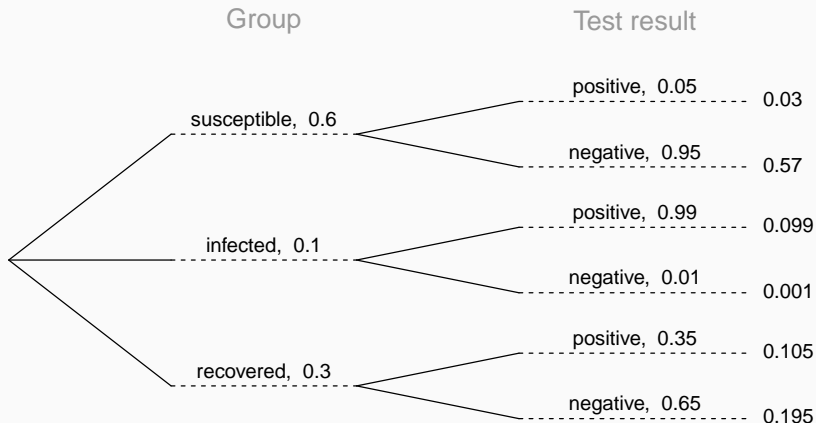 Group
Test result
susceptible, 0.6
positive, 0.05
0.03
negative, 0.95
0.57
infected, 0.1
positive, 0.99
0.099
negative, 0.01
0.001
recovered, 0.3
positive, 0.35
0.105
negative, 0.65
0.195